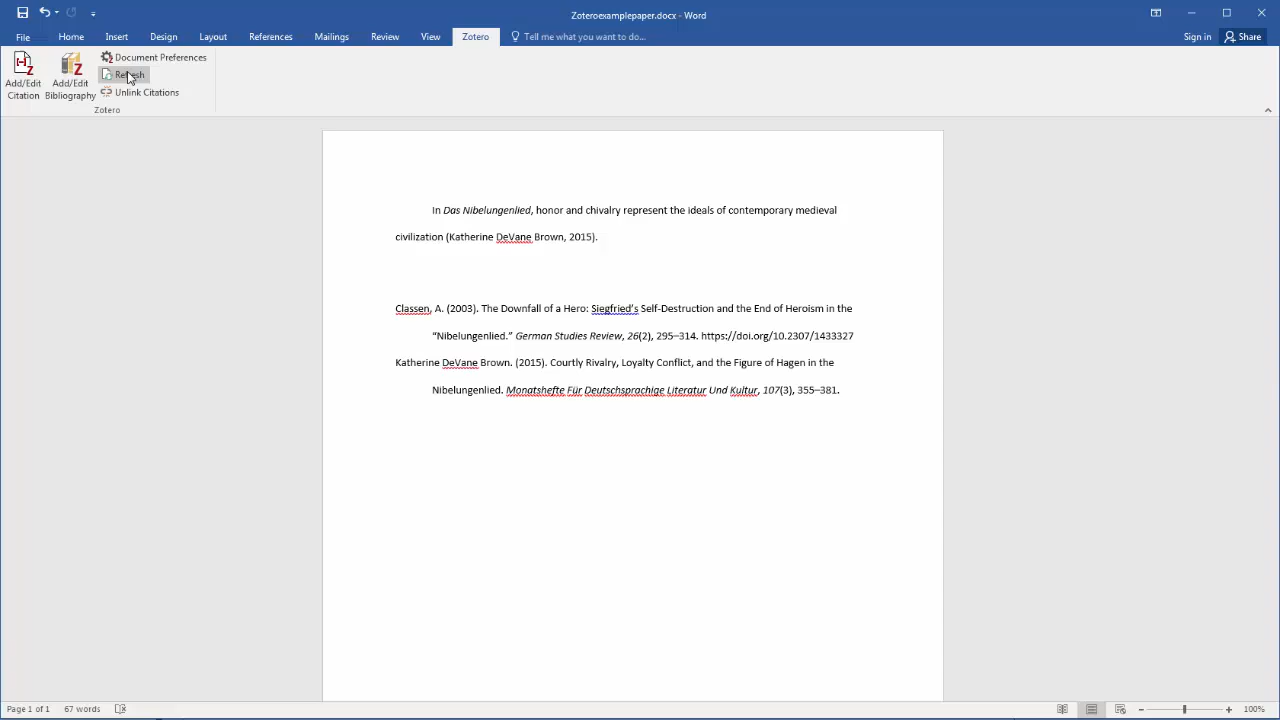 Zoteroexamplepaper.docx - Word
File Home Insert Design Layout References Mailings Review View Zotero Tell me what you want to do... Sign in Share
Add/Edit Citation
Add/Edit Bibliography
Document Preferences
Refresh
Unlink Citations
Zotero
In Das Nibelungenlied, honor and chivalry represent the ideals of contemporary medieval
civilization (Katherine DeVane Brown, 2015).
Classen, A. (2003). The Downfall of a Hero: Siegfried’s Self-Destruction and the End of Heroism in the
“Nibelungenlied.” German Studies Review, 26(2), 295–314. https://doi.org/10.2307/1433327
Katherine DeVane Brown. (2015). Courtly Rivalry, Loyalty Conflict, and the Figure of Hagen in the
Nibelungenlied. Monatshefte Für Deutschsprachige Literatur Und Kultur, 107(3), 355–381.
Page 1 of 1 67 words 100%